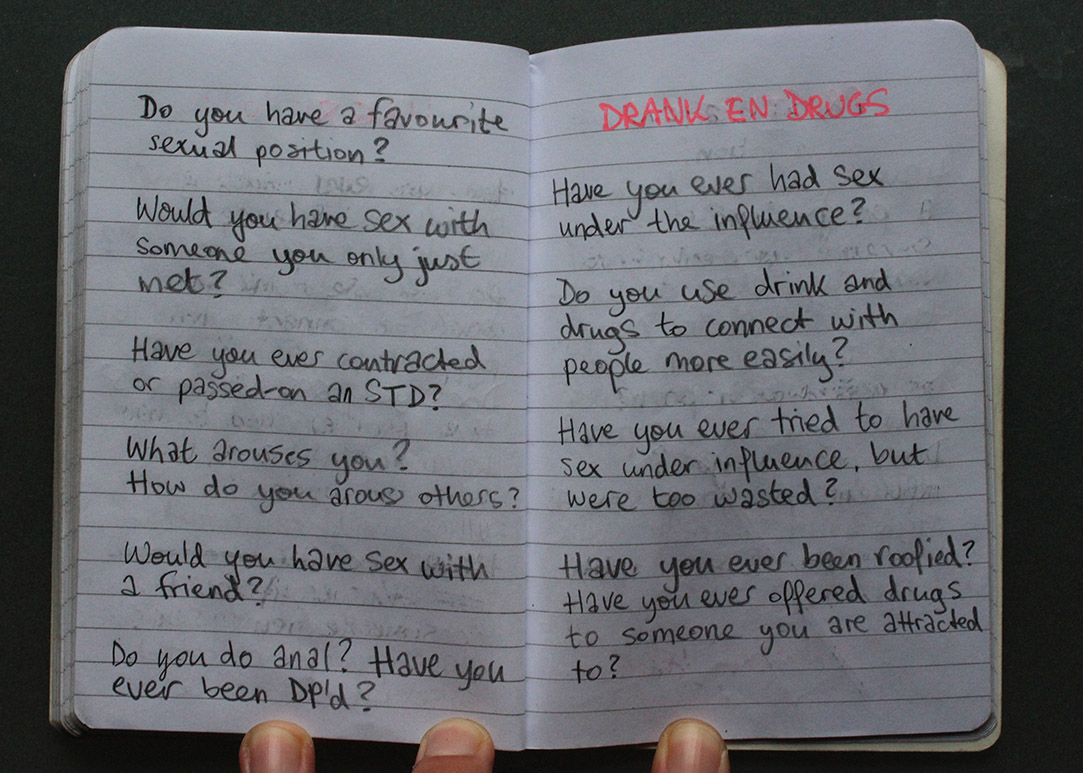 Do you have a favourite
sexual position?
Would you have sex with
someone you only just
met?
Have you ever contracted
or passed-on an STD?
What arouses you?
How do you arous others?
Would you have sex with
a friend?
Do you do anal? Have you
ever been DP'd?
DRANK EN DRUGS
Have you ever had sex
under the influence?
Do you use drink and
drugs to connect with
people more easily?
Have you ever tried to have
sex under influence, but
were too wasted?
Have you ever been roofied?
Have you ever offered drugs
to someone you are attracted
to?